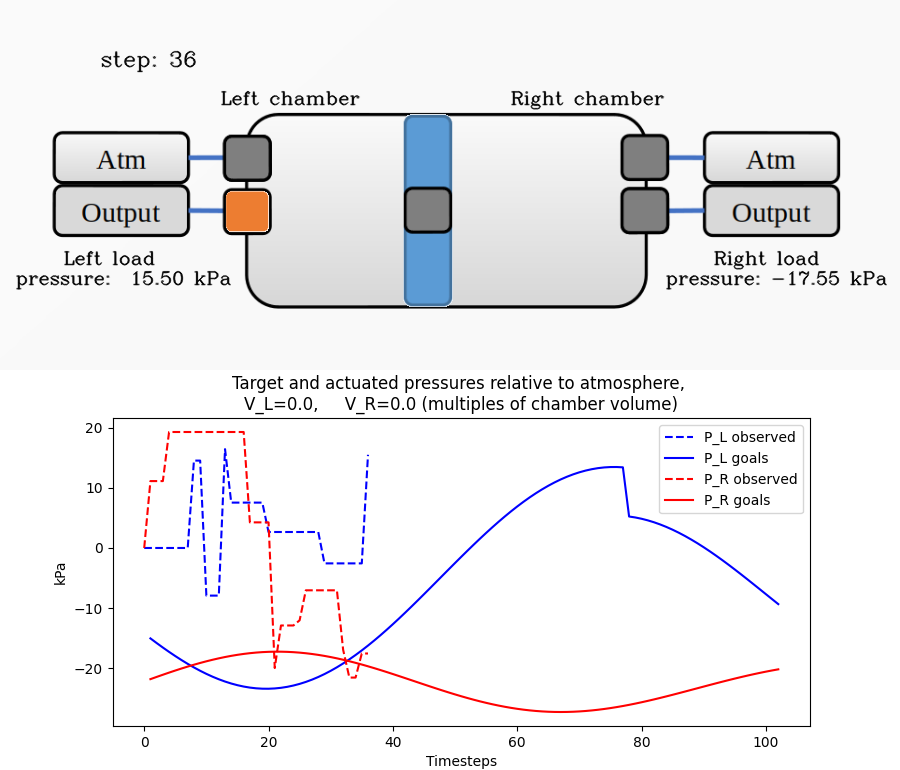 step: 36
Left chamber
Right chamber
Atm
Atm
Output
Output
Left load
pressure: 15.50 kPa
Right load
pressure: −17.55 kPa
Target and actuated pressures relative to atmosphere,
V_L=0.0, V_R=0.0 (multiples of chamber volume)
20
10
0
−10
−20
kPa
P_L observed
P_L goals
P_R observed
P_R goals
0
20
40
60
80
100
Timesteps